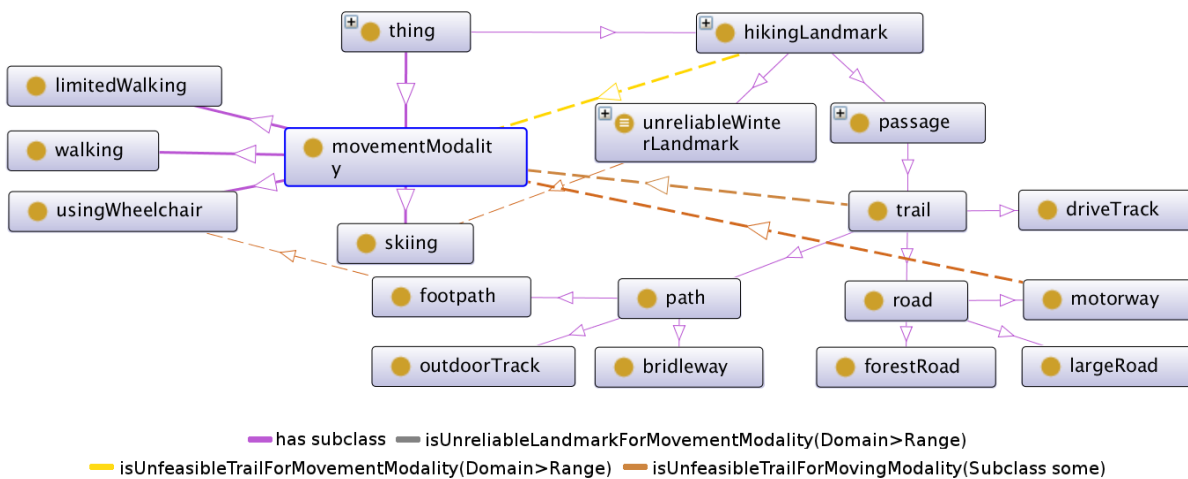 thing
hikingLandmark
limitedWalking
unreliableWinte
rLandmark
passage
walking
movementModalit
y
usingWheelchair
trail
driveTrack
skiing
footpath
path
road
motorway
outdoorTrack
bridleway
forestRoad
largeRoad
has subclass
isUnreliableLandmarkForMovementModality(Domain>Range)
isUnfeasibleTrailForMovementModality(Domain>Range)
isUnfeasibleTrailForMovingModality(Subclass some)